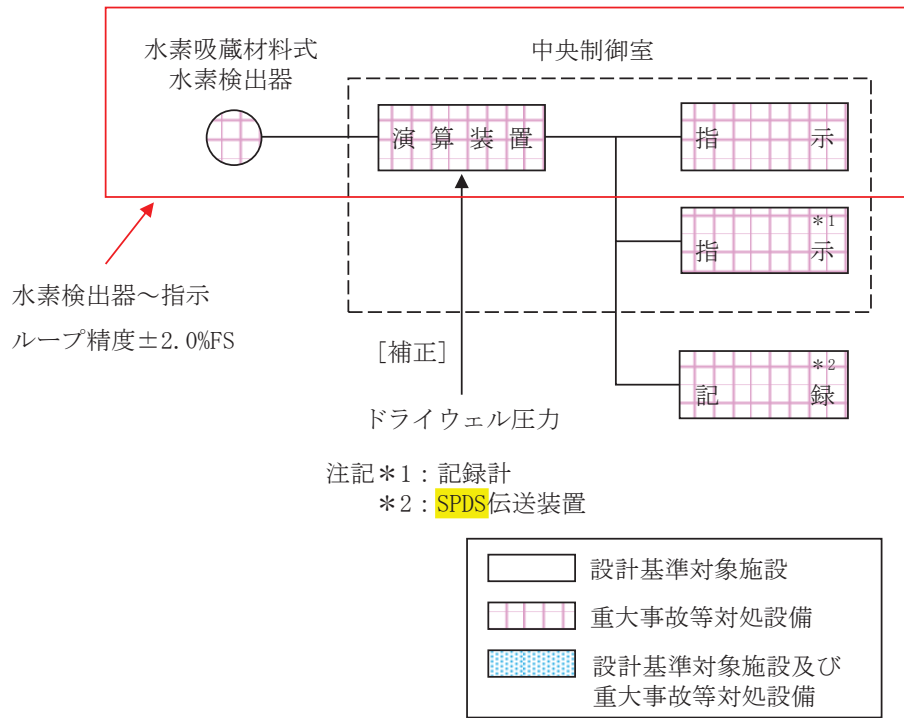 水素吸蔵材料式
水素検出器
中央制御室
演算装置
指示
指示*1
水素検出器~指示
ループ精度±2.0%FS
[補正]
記録*2
ドライウェル圧力
注記*1:記録計
*2:SPDS伝送装置
設計基準対象施設
重大事故等対処設備
設計基準対象施設及び
重大事故等対処設備